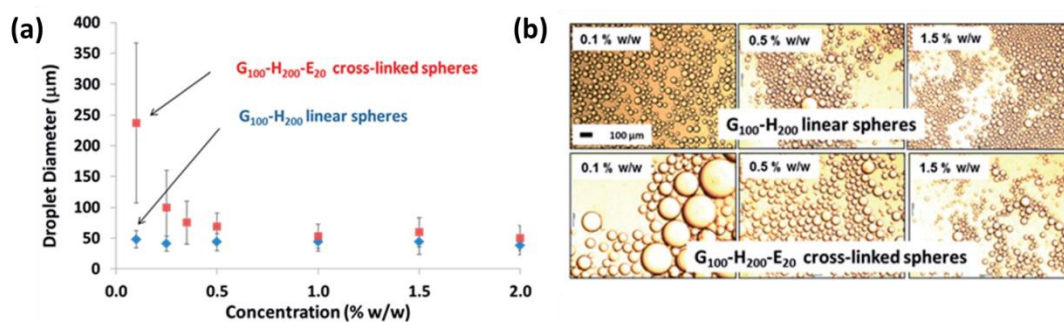 (a)
400
350
300
250
200
150
100
50
0
Droplet Diameter (µm)
G100-H200-E20 cross-linked spheres
G100-H200 linear spheres
0.0 0.5 1.0 1.5 2.0
Concentration (% w/w)
(b)
0.1 % w/w 0.5 % w/w 1.5 % w/w
100 µm
G100-H200 linear spheres
0.1 % w/w 0.5 % w/w 1.5 % w/w
G100-H200-E20 cross-linked spheres